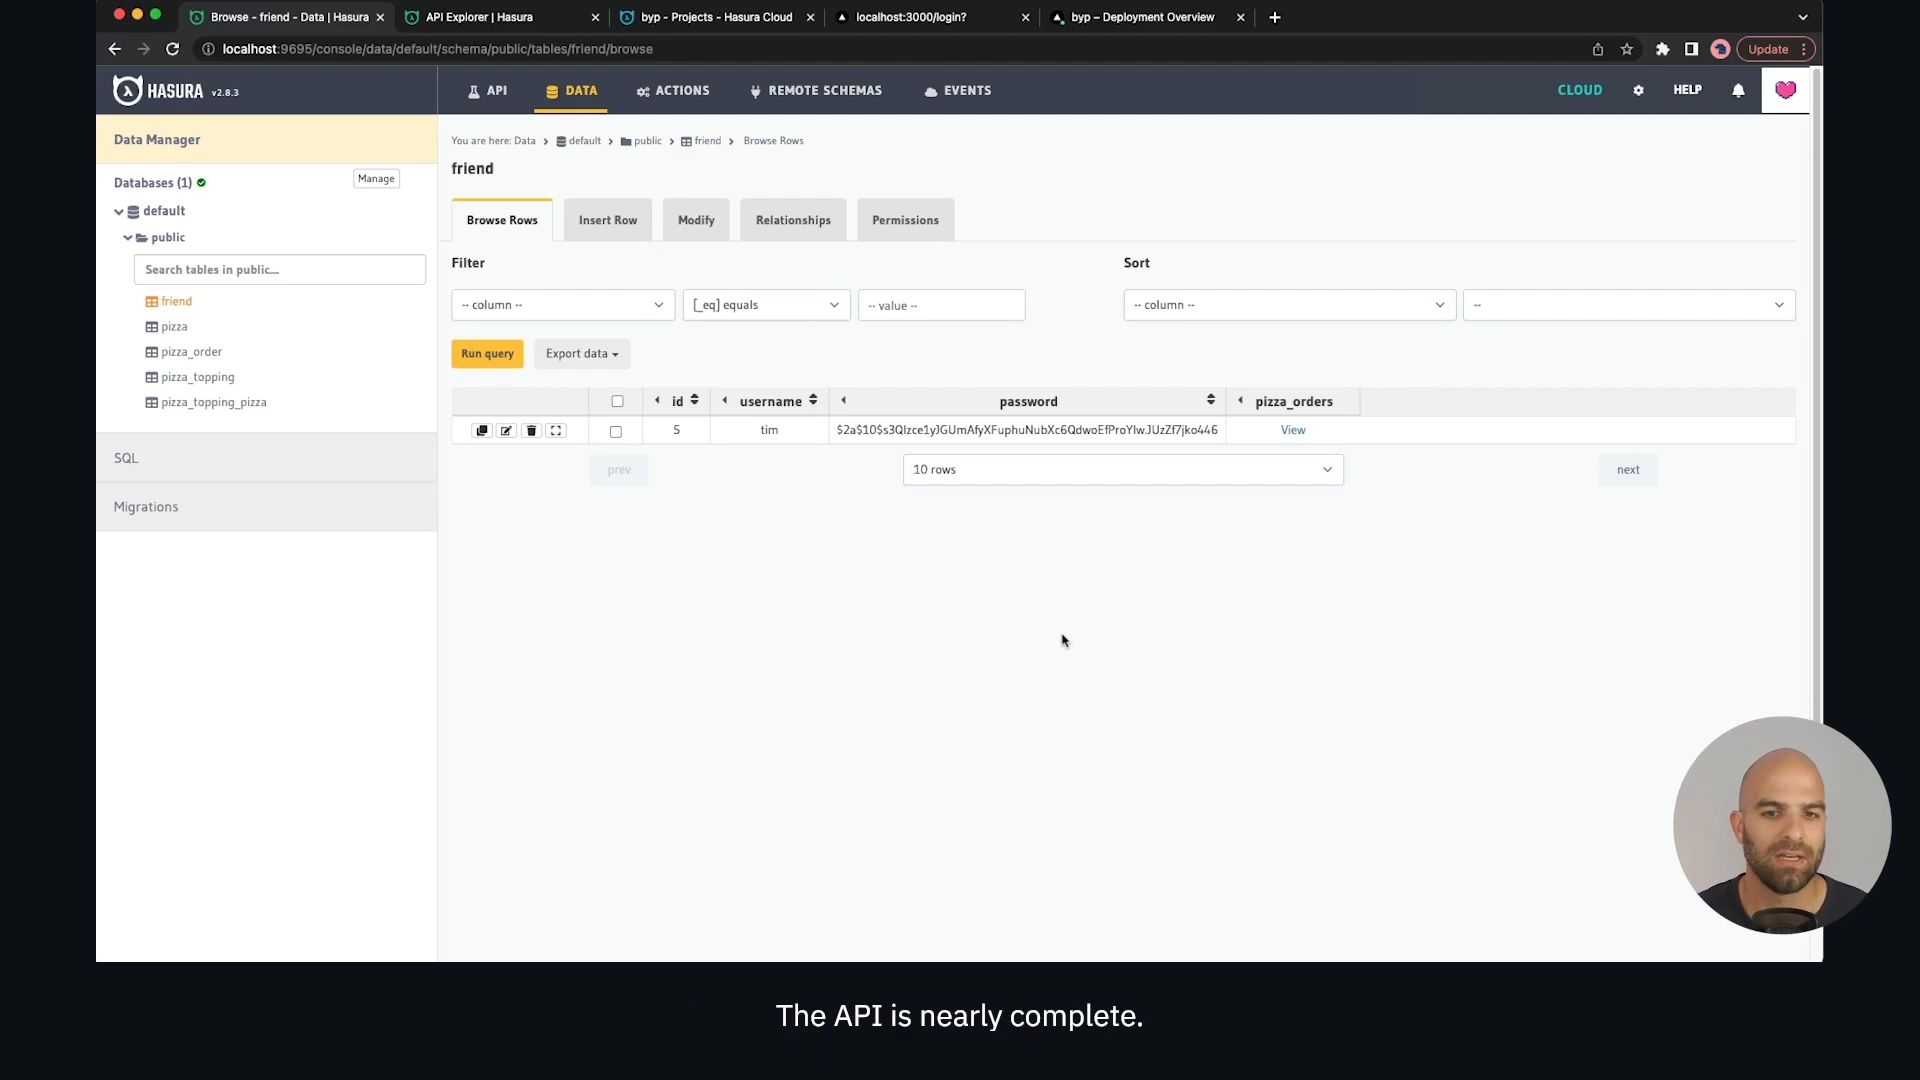 Browse - friend - Data | Hasura
API Explorer | Hasura
byp - Projects - Hasura Cloud
localhost:3000/login?
byp – Deployment Overview
localhost:9695/console/data/default/schema/public/tables/friend/browse
Update
HASURA v2.8.3
API
DATA
ACTIONS
REMOTE SCHEMAS
EVENTS
CLOUD
HELP
Data Manager
Databases (1)
Manage
default
public
Search tables in public...
friend
pizza
pizza_order
pizza_topping
pizza_topping_pizza
SQL
Migrations
You are here: Data > default > public > friend > Browse Rows
friend
Browse Rows
Insert Row
Modify
Relationships
Permissions
Filter
Sort
-- column --
[_eq] equals
-- value --
-- column --
--
Run query
Export data
id username password pizza_orders
5 tim $2a$10$s3Qlzce1yJGUmAfyXFuphuNubXc6QdwoEfProYlw.JUzZf7jko446 View
prev
10 rows
next
The API is nearly complete.